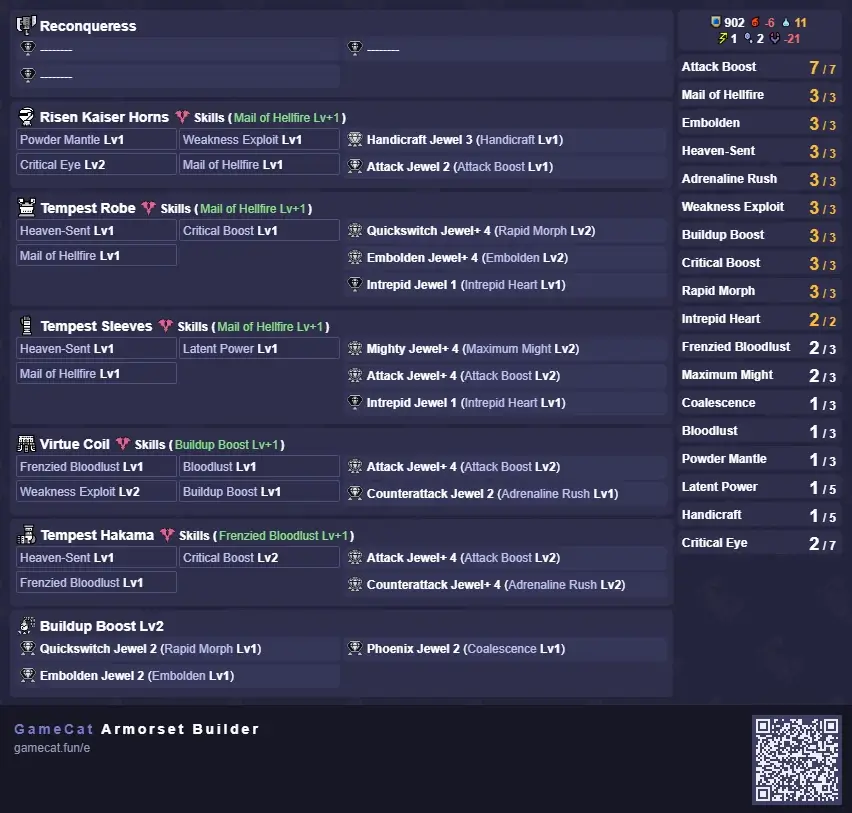 Reconqueress
-------- --------
--------
Risen Kaiser Horns Skills ( Mail of Hellfire Lv+1 )
Powder Mantle Lv1 Weakness Exploit Lv1 Handicraft Jewel 3 (Handicraft Lv1)
Critical Eye Lv2 Mail of Hellfire Lv1 Attack Jewel 2 (Attack Boost Lv1)
Tempest Robe Skills ( Mail of Hellfire Lv+1 )
Heaven-Sent Lv1 Critical Boost Lv1 Quickswitch Jewel+ 4 (Rapid Morph Lv2)
Mail of Hellfire Lv1 Embolden Jewel+ 4 (Embolden Lv2)
Intrepid Jewel 1 (Intrepid Heart Lv1)
Tempest Sleeves Skills ( Mail of Hellfire Lv+1 )
Heaven-Sent Lv1 Latent Power Lv1 Mighty Jewel+ 4 (Maximum Might Lv2)
Mail of Hellfire Lv1 Attack Jewel+ 4 (Attack Boost Lv2)
Intrepid Jewel 1 (Intrepid Heart Lv1)
Virtue Coil Skills ( Buildup Boost Lv+1 )
Frenzied Bloodlust Lv1 Bloodlust Lv1 Attack Jewel+ 4 (Attack Boost Lv2)
Weakness Exploit Lv2 Buildup Boost Lv1 Counterattack Jewel 2 (Adrenaline Rush Lv1)
Tempest Hakama Skills ( Frenzied Bloodlust Lv+1 )
Heaven-Sent Lv1 Critical Boost Lv2 Attack Jewel+ 4 (Attack Boost Lv2)
Frenzied Bloodlust Lv1 Counterattack Jewel+ 4 (Adrenaline Rush Lv2)
Buildup Boost Lv2
Quickswitch Jewel 2 (Rapid Morph Lv1) Phoenix Jewel 2 (Coalescence Lv1)
Embolden Jewel 2 (Embolden Lv1)
902 -6 11
1 2 -21
Attack Boost 7 / 7
Mail of Hellfire 3 / 3
Embolden 3 / 3
Heaven-Sent 3 / 3
Adrenaline Rush 3 / 3
Weakness Exploit 3 / 3
Buildup Boost 3 / 3
Critical Boost 3 / 3
Rapid Morph 3 / 3
Intrepid Heart 2 / 2
Frenzied Bloodlust 2 / 3
Maximum Might 2 / 3
Coalescence 1 / 3
Bloodlust 1 / 3
Powder Mantle 1 / 3
Latent Power 1 / 5
Handicraft 1 / 5
Critical Eye 2 / 7
GameCat Armorset Builder
gamecat.fun/e